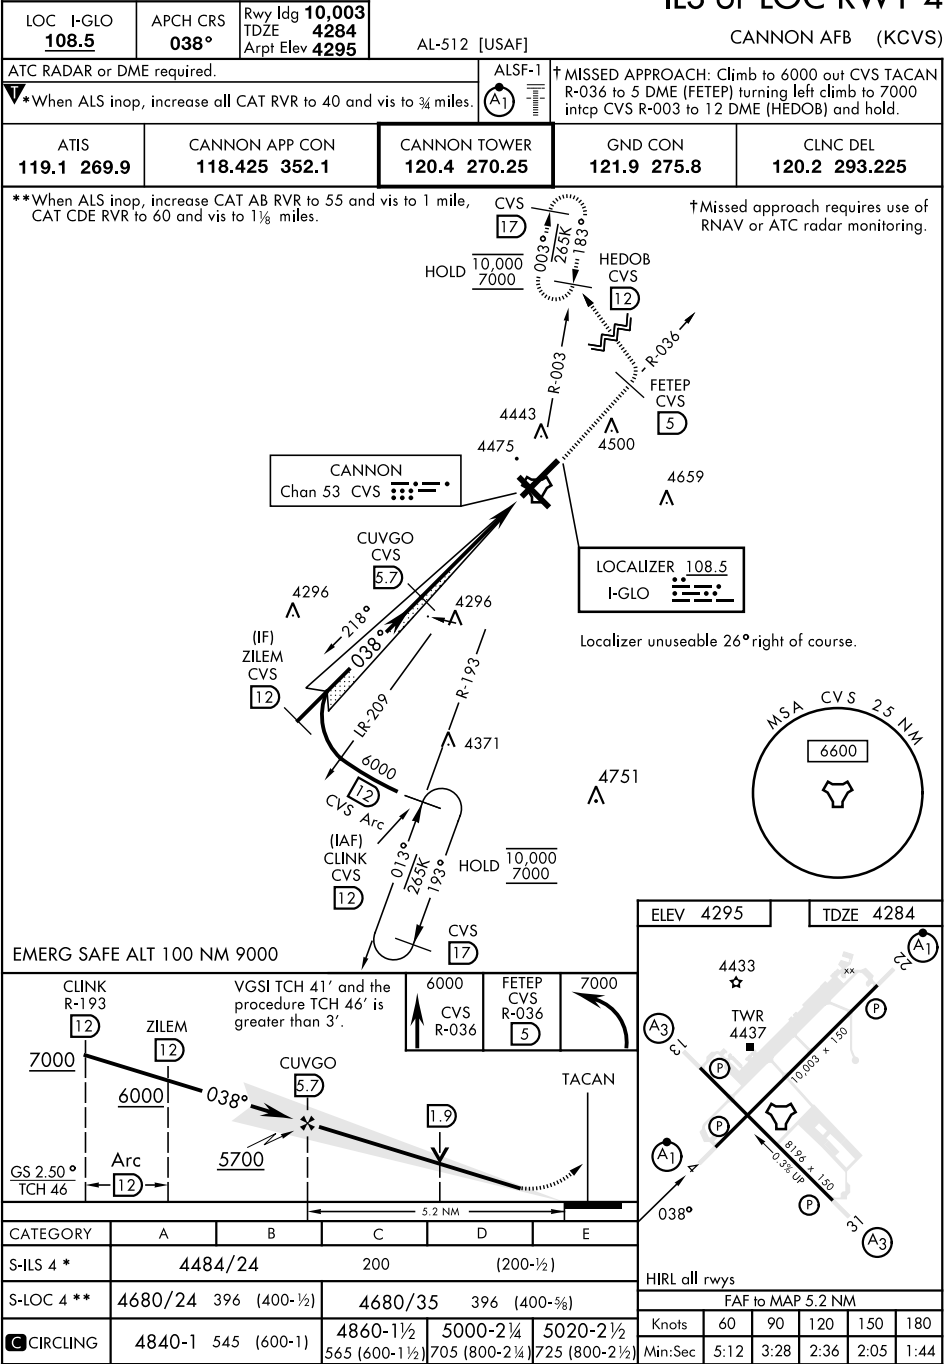 ILS or LOC RWY 4
CANNON AFB (KCVS)
LOC I-GLO
108.5
APCH CRS
038°
Rwy ldg 10,003
TDZE 4284
Arpt Elev 4295
AL-512 [USAF]
ATC RADAR or DME required.
T
*When ALS inop, increase all CAT RVR to 40 and vis to ¾ miles.
ALSF-1
A1
† MISSED APPROACH: Climb to 6000 out CVS TACAN
R-036 to 5 DME (FETEP) turning left climb to 7000
intcp CVS R-003 to 12 DME (HEDOB) and hold.
ATIS
119.1 269.9
CANNON APP CON
118.425 352.1
CANNON TOWER
120.4 270.25
GND CON
121.9 275.8
CLNC DEL
120.2 293.225
**When ALS inop, increase CAT AB RVR to 55 and vis to 1 mile,
CAT CDE RVR to 60 and vis to 1⅛ miles.
†Missed approach requires use of
RNAV or ATC radar monitoring.
CVS
17
HOLD 10,000
7000
003°
265K
183°
HEDOB
CVS
12
R-036
R-003
FETEP
CVS
5
4443
4475
4500
4659
CANNON
Chan 53 CVS
LOCALIZER 108.5
I-GLO
Localizer unuseable 26° right of course.
CUVGO
CVS
5.7
4296
4296
218°
038°
(IF)
ZILEM
CVS
12
LR-209
R-193
4371
4751
6000
12
CVS Arc
(IAF)
CLINK
CVS
12
013°
265K
193°
HOLD 10,000
7000
CVS
17
MSA CVS 25 NM
6600
EMERG SAFE ALT 100 NM 9000
CLINK
R-193
12
7000
ZILEM
12
6000
038°
VGSI TCH 41' and the
procedure TCH 46' is
greater than 3'.
6000
CVS
R-036
FETEP
CVS
R-036
5
7000
CUVGO
5.7
5700
1.9
TACAN
GS 2.50°
TCH 46
Arc
12
5.2 NM
ELEV 4295
TDZE 4284
4433
TWR
4437
A1
22
xx
P
A3
13
P
10,003 x 150
P
A1
4
038°
8196 x 150
0.3% UP
P
31
A3
HIRL all rwys
CATEGORY A B C D E
S-ILS 4 * 4484/24 200 (200-½)
S-LOC 4 ** 4680/24 396 (400-½) 4680/35 396 (400-⅝)
C CIRCLING 4840-1 545 (600-1) 4860-1½ 565 (600-1½) 5000-2¼ 705 (800-2¼) 5020-2½ 725 (800-2½)
FAF to MAP 5.2 NM
Knots 60 90 120 150 180
Min:Sec 5:12 3:28 2:36 2:05 1:44